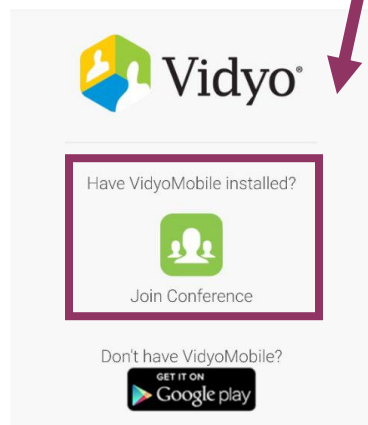 Vidyo®
Have VidyoMobile installed?
Join Conference
Don't have VidyoMobile?
GET IT ON
Google play